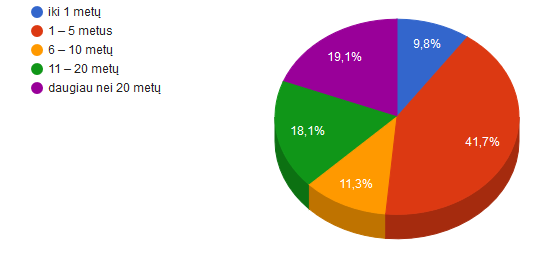 iki 1 metų
1 – 5 metus
6 – 10 metų
11 – 20 metų
daugiau nei 20 metų
9,8%
41,7%
11,3%
18,1%
19,1%